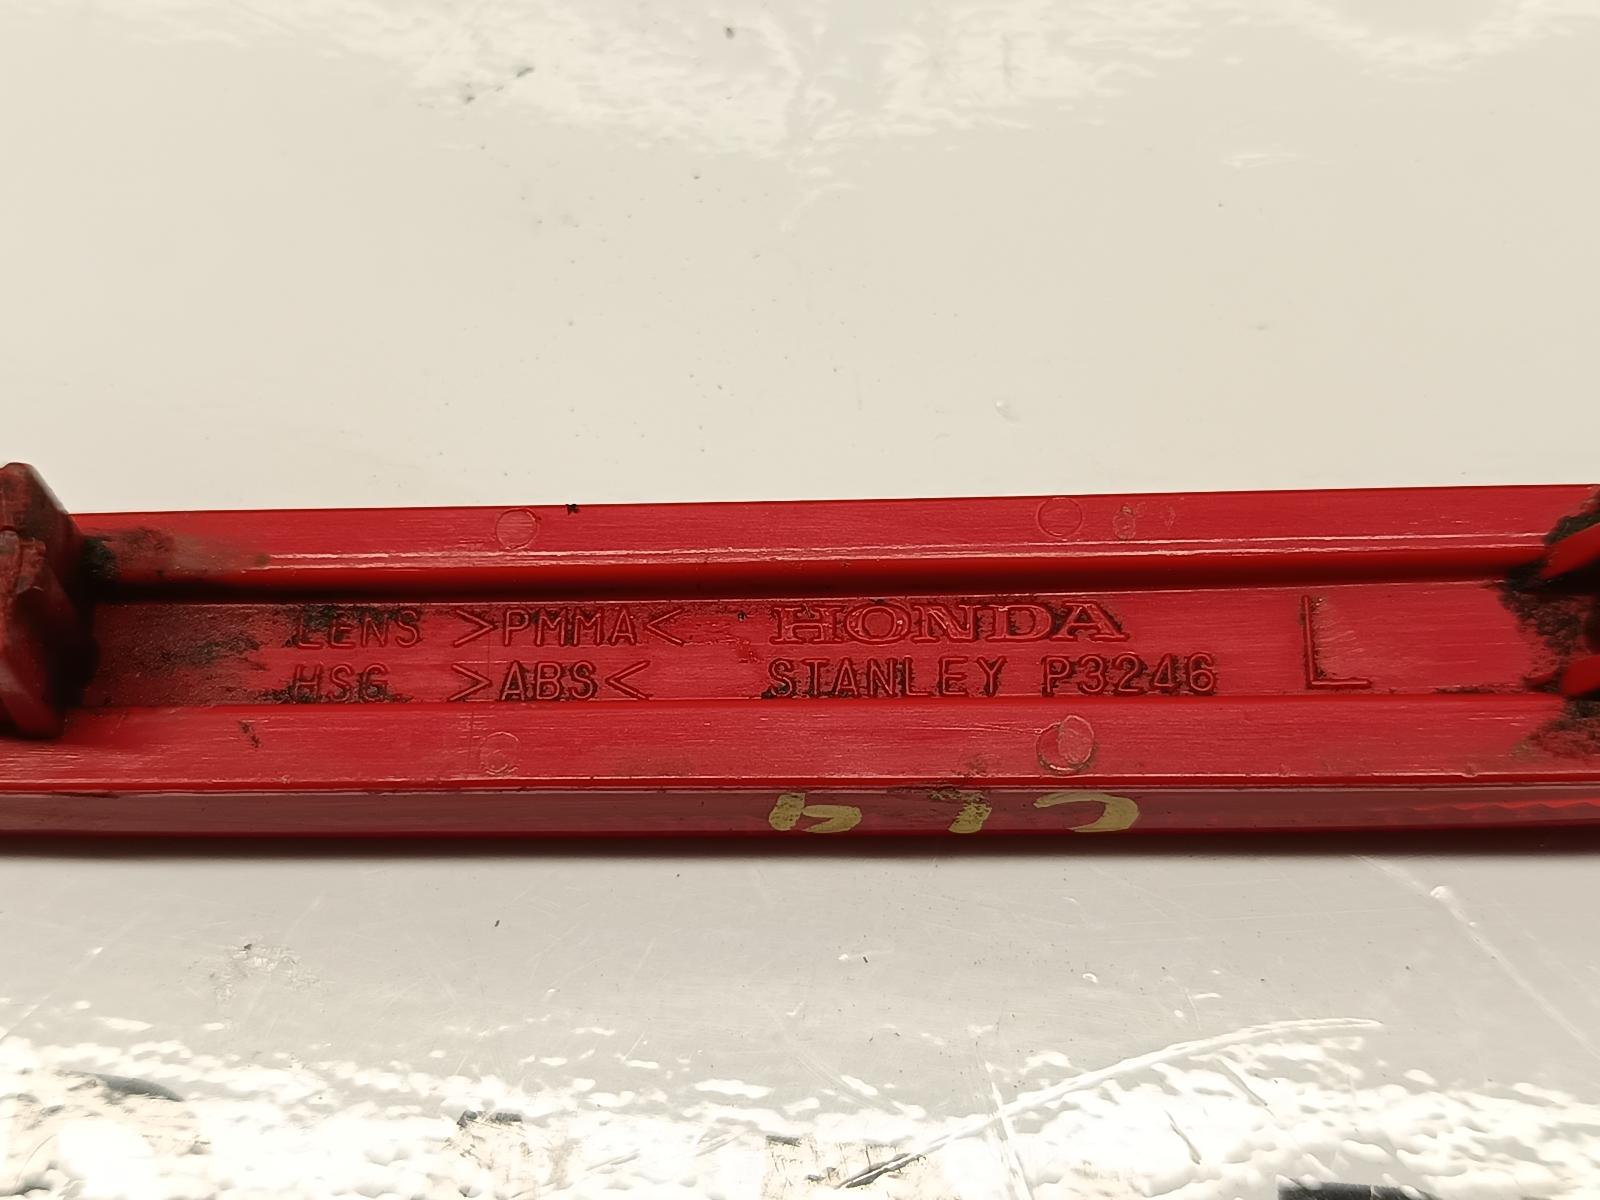 LENS >PMMA< HONDA L
HSG >ABS< STANLEY P3246